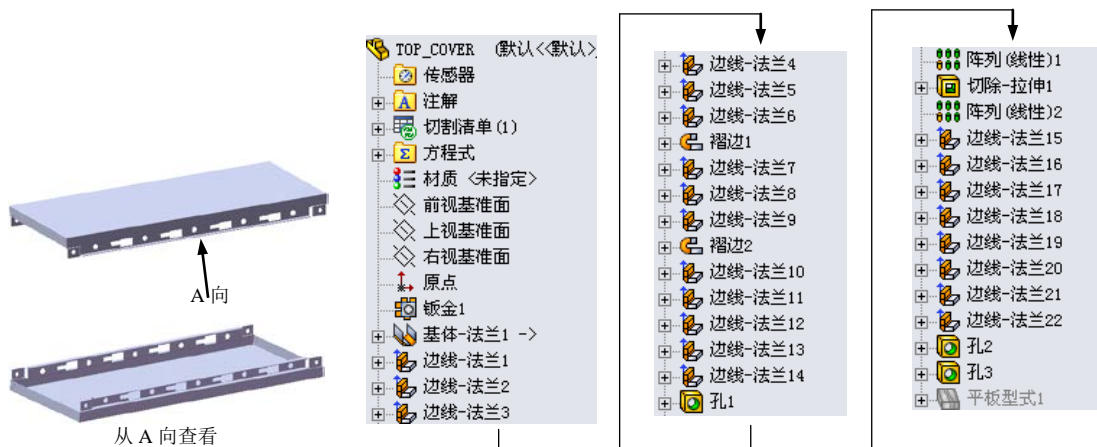 A向
从 A 向查看
TOP_COVER (默认<<默认>
传感器
注解
切割清单(1)
方程式
材质 <未指定>
前视基准面
上视基准面
右视基准面
原点
钣金1
基体-法兰1 ->
边线-法兰1
边线-法兰2
边线-法兰3
边线-法兰4
边线-法兰5
边线-法兰6
褶边1
边线-法兰7
边线-法兰8
边线-法兰9
褶边2
边线-法兰10
边线-法兰11
边线-法兰12
边线-法兰13
边线-法兰14
孔1
阵列(线性)1
切除-拉伸1
阵列(线性)2
边线-法兰15
边线-法兰16
边线-法兰17
边线-法兰18
边线-法兰19
边线-法兰20
边线-法兰21
边线-法兰22
孔2
孔3
平板型式1